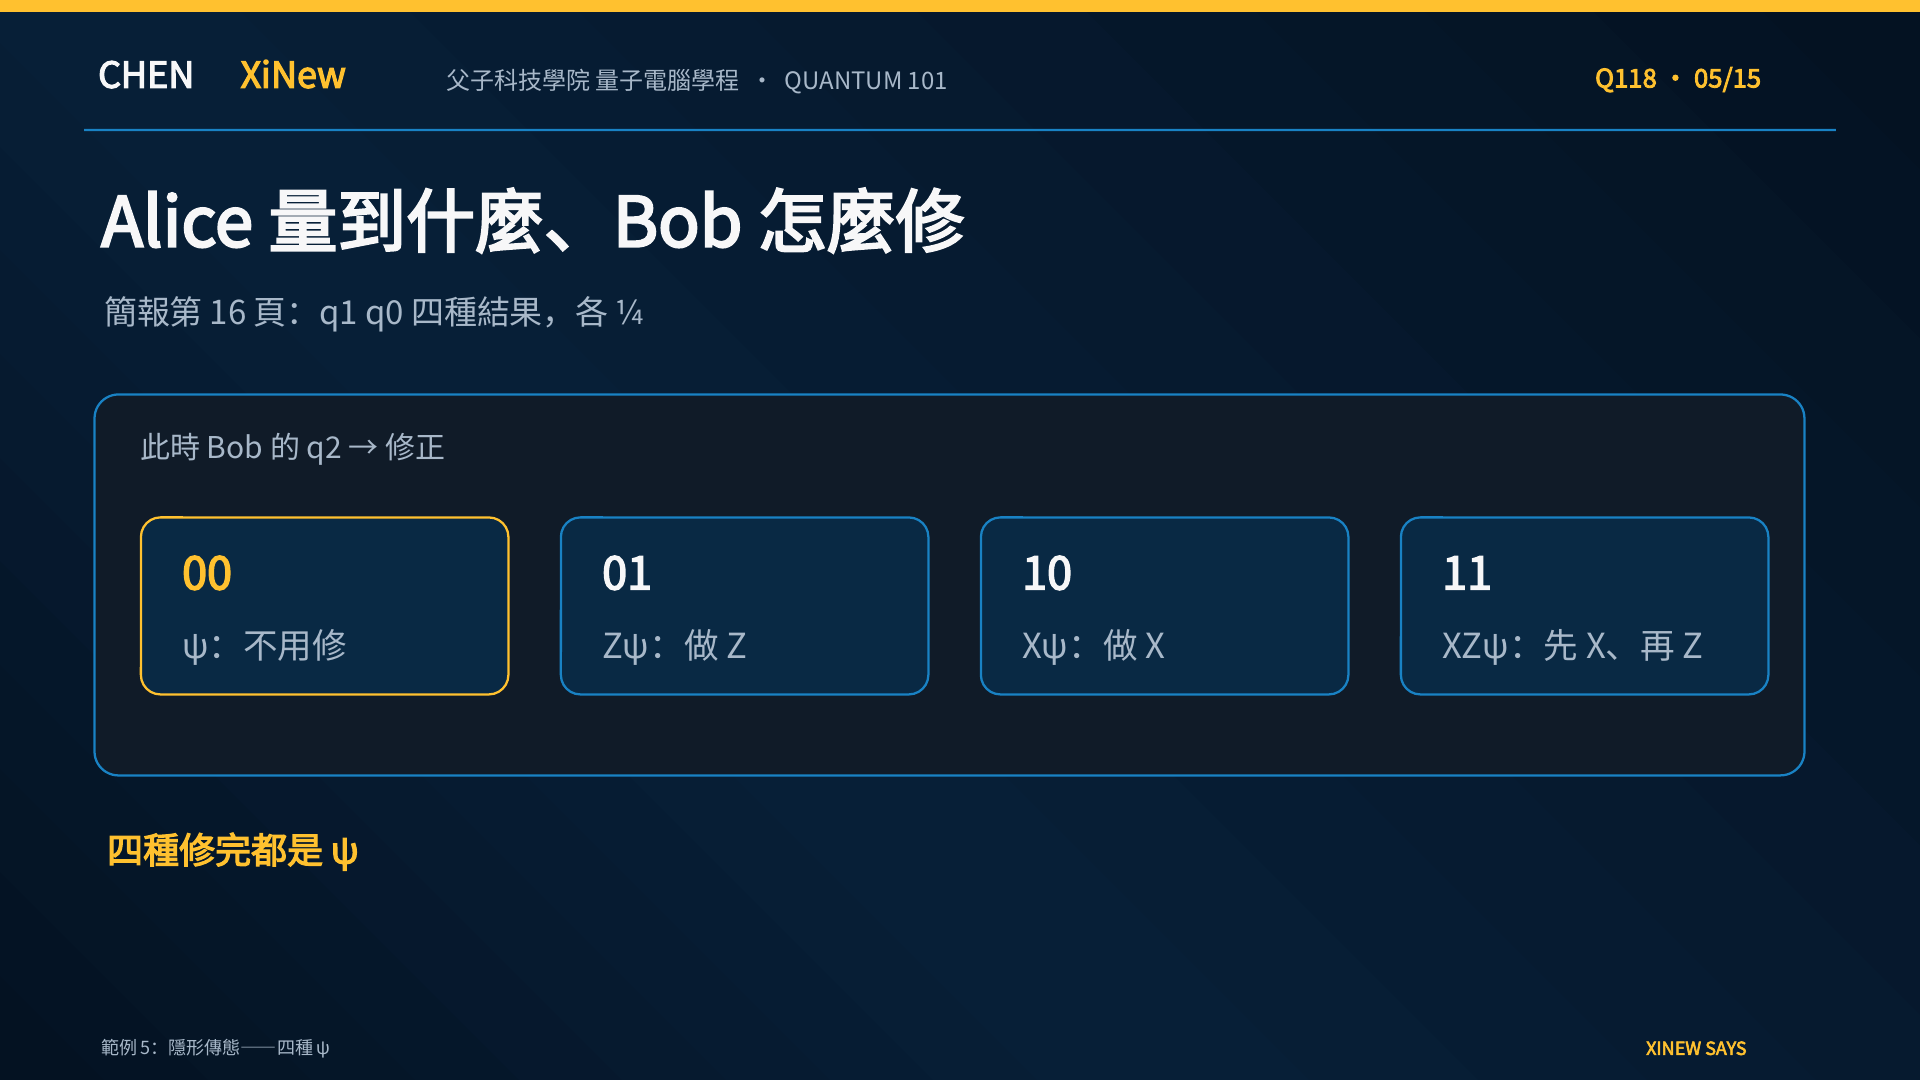 CHEN XiNew 父子科技學院 量子電腦學程 · QUANTUM 101 Q118 · 05/15
Alice 量到什麼、Bob 怎麼修
簡報第 16 頁：q1 q0 四種結果，各 ¼
此時 Bob 的 q2 → 修正
00
ψ：不用修
01
Zψ：做 Z
10
Xψ：做 X
11
XZψ：先 X、再 Z
四種修完都是 ψ
範例 5：隱形傳態——四種 ψ
XINEW SAYS